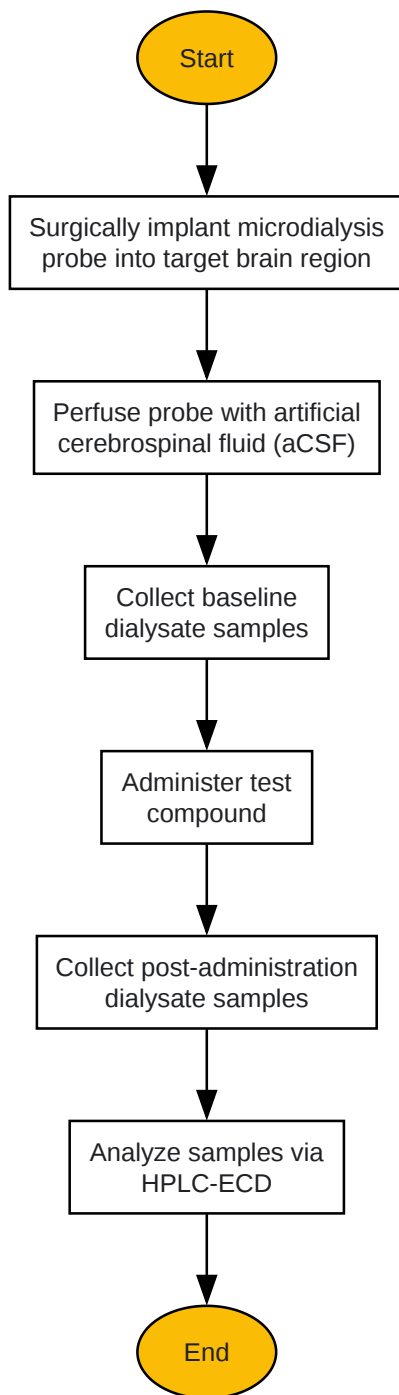 Start
Surgically implant microdialysis
probe into target brain region
Perfuse probe with artificial
cerebrospinal fluid (aCSF)
Collect baseline
dialysate samples
Administer test
compound
Collect post-administration
dialysate samples
Analyze samples via
HPLC-ECD
End